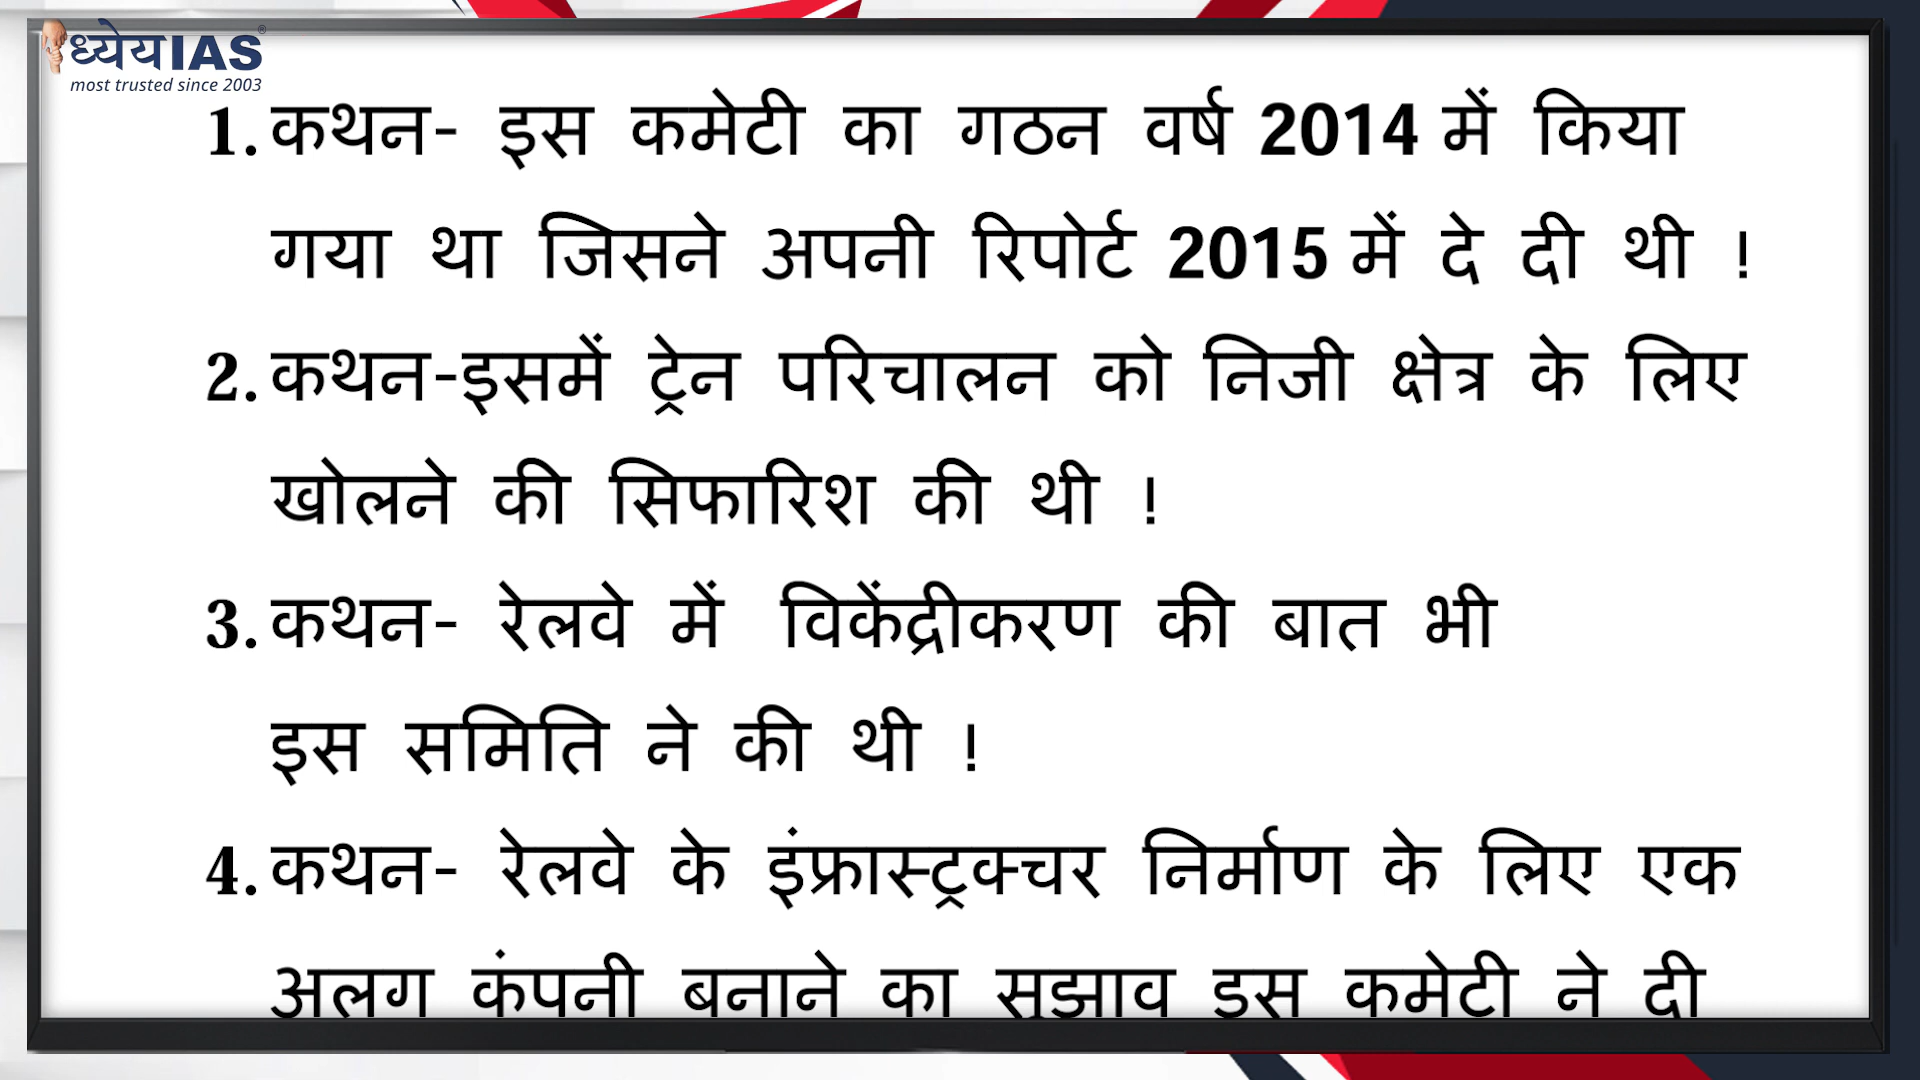 ध्येयIAS®
most trusted since 2003
1. कथन- इस कमेटी का गठन वर्ष 2014 में किया
गया था जिसने अपनी रिपोर्ट 2015 में दे दी थी !
2. कथन-इसमें ट्रेन परिचालन को निजी क्षेत्र के लिए
खोलने की सिफारिश की थी !
3. कथन- रेलवे में विकेंद्रीकरण की बात भी
इस समिति ने की थी !
4. कथन- रेलवे के इंफ्रास्ट्रक्चर निर्माण के लिए एक
अलग कंपनी बनाने का सुझाव इस कमेटी ने दी